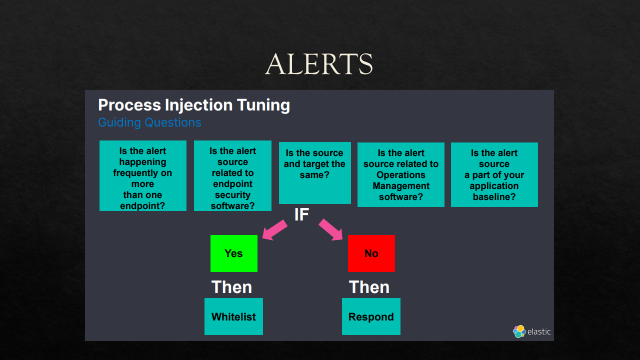 ALERTS
Process Injection Tuning
Guiding Questions
Is the alert
happening
frequently on
more
than one
endpoint?
Is the alert
source
related to
endpoint
security
software?
Is the source
and target the
same?
Is the alert
source related to
Operations
Management
software?
Is the alert
source
a part of your
application
baseline?
IF
Yes
No
Then
Then
Whitelist
Respond
elastic